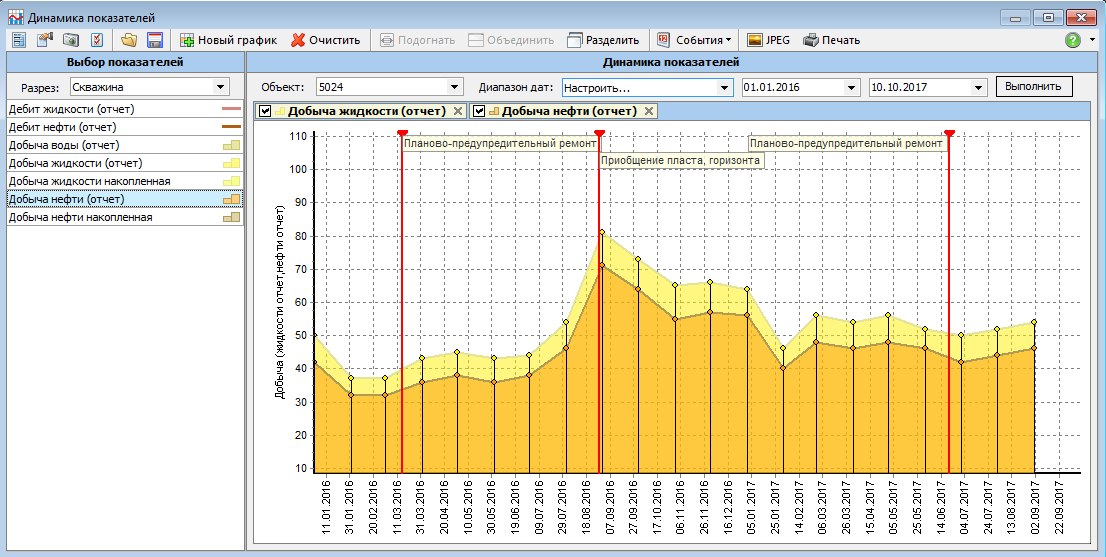 Динамика показателей
Новый график Очистить Подогнать Объединить Разделить События JPEG Печать
Выбор показателей
Динамика показателей
Разрез: Скважина
Объект: 5024 Диапазон дат: Настроить... 01.01.2016 10.10.2017 Выполнить
Дебит жидкости (отчет)
Дебит нефти (отчет)
Добыча воды (отчет)
Добыча жидкости (отчет)
Добыча жидкости накопленная
Добыча нефти (отчет)
Добыча нефти накопленная
Добыча жидкости (отчет) Добыча нефти (отчет)
Планово-предупредительный ремонт
Планово-предупредительный ремонт
Приобщение пласта, горизонта
Добыча (жидкости отчет,нефти отчет)
110
100
90
80
70
60
50
40
30
20
10
11.01.2016
31.01.2016
20.02.2016
11.03.2016
31.03.2016
20.04.2016
10.05.2016
30.05.2016
19.06.2016
09.07.2016
29.07.2016
18.08.2016
07.09.2016
27.09.2016
17.10.2016
06.11.2016
26.11.2016
16.12.2016
05.01.2017
25.01.2017
14.02.2017
06.03.2017
26.03.2017
15.04.2017
05.05.2017
25.05.2017
14.06.2017
04.07.2017
24.07.2017
13.08.2017
02.09.2017
22.09.2017